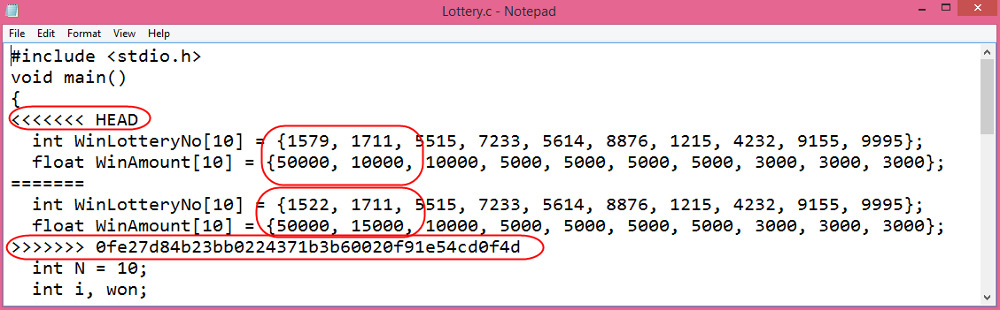 Lottery.c - Notepad
File Edit Format View Help
#include <stdio.h>
void main()
{
<<<<<<< HEAD
  int WinLotteryNo[10] = {1579, 1711, 5515, 7233, 5614, 8876, 1215, 4232, 9155, 9995};
  float WinAmount[10] = {50000, 10000, 10000, 5000, 5000, 5000, 5000, 3000, 3000, 3000};
=======
  int WinLotteryNo[10] = {1522, 1711, 5515, 7233, 5614, 8876, 1215, 4232, 9155, 9995};
  float WinAmount[10] = {50000, 15000, 10000, 5000, 5000, 5000, 5000, 3000, 3000, 3000};
>>>>>>> 0fe27d84b23bb0224371b3b60020f91e54cd0f4d
  int N = 10;
  int i, won;